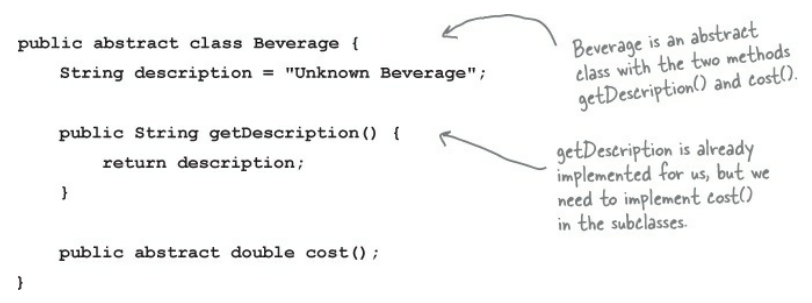 public abstract class Beverage {
String description = "Unknown Beverage";
public String getDescription() {
return description;
}
public abstract double cost();
}
Beverage is an abstract
class with the two methods
getDescription() and cost().
getDescription is already
implemented for us, but we
need to implement cost()
in the subclasses.